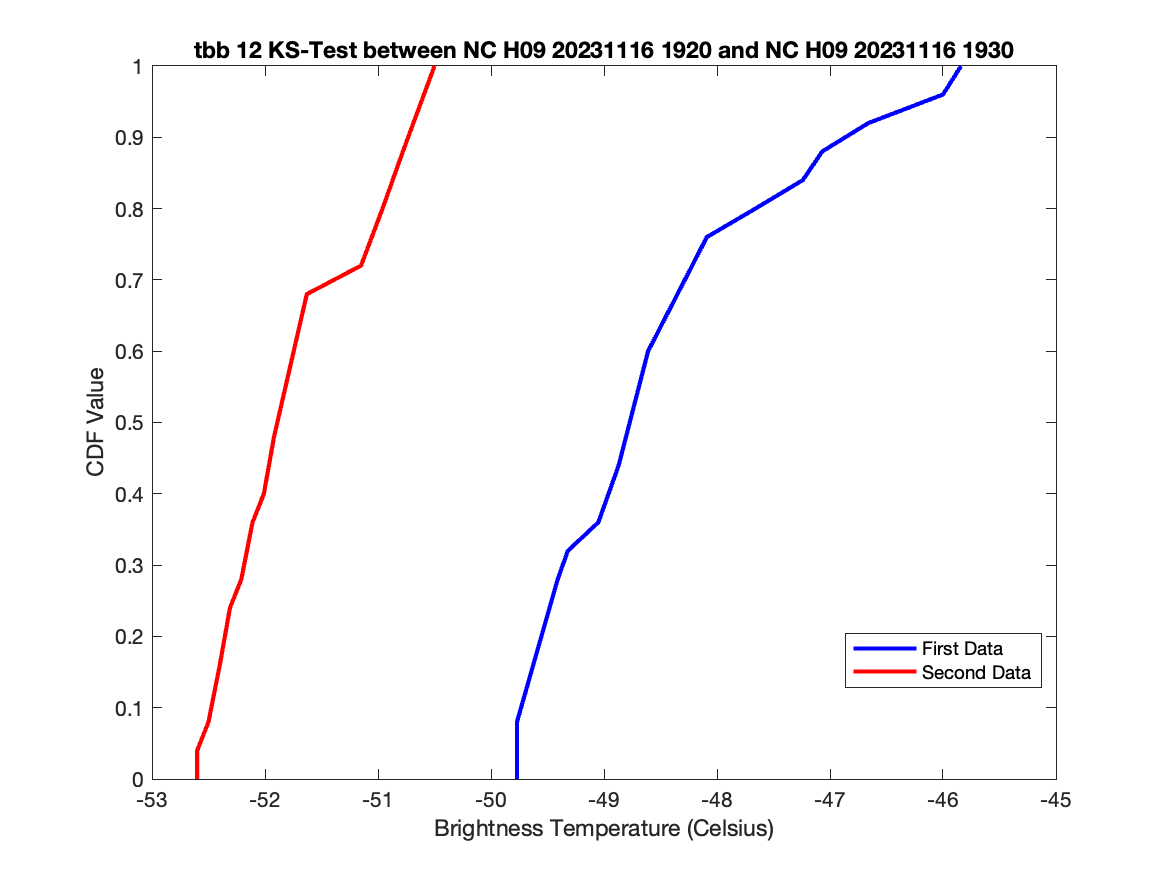 tbb 12 KS-Test between NC H09 20231116 1920 and NC H09 20231116 1930
1
0.9
0.8
0.7
0.6
0.5
0.4
0.3
0.2
0.1
0
CDF Value
First Data
Second Data
-53 -52 -51 -50 -49 -48 -47 -46 -45
Brightness Temperature (Celsius)